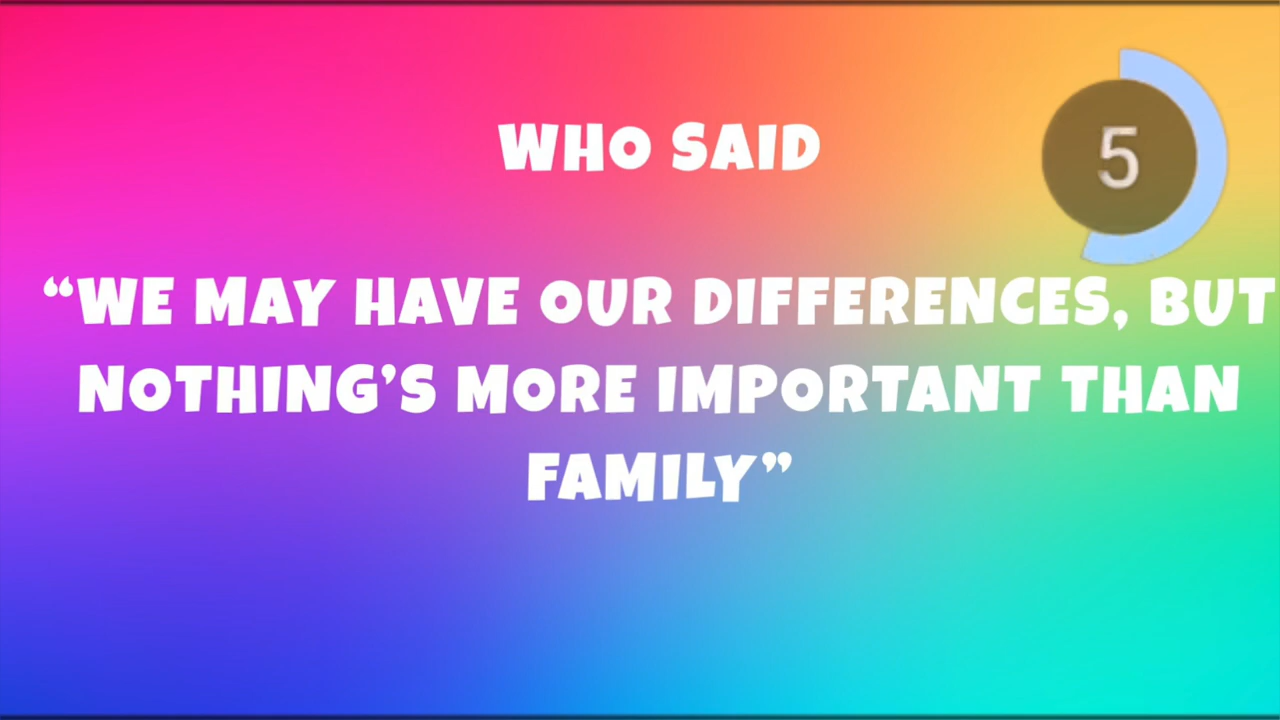 WHO SAID
5
“WE MAY HAVE OUR DIFFERENCES, BUT
NOTHING’S MORE IMPORTANT THAN
FAMILY”